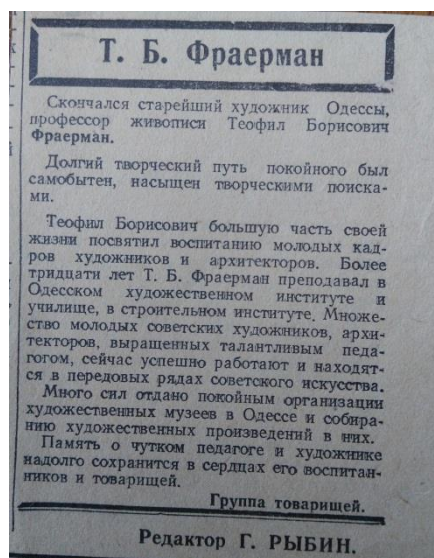 Т. Б. Фраерман
Скончался старейший художник Одессы,
профессор живописи Теофил Борисович
Фраерман.
Долгий творческий путь покойного был
самобытен, насыщен творческими поиска-
ми.
Теофил Борисович большую часть своей
жизни посвятил воспитанию молодых кад-
ров художников и архитекторов. Более
тридцати лет Т. Б. Фраерман преподавал в
Одесском художественном институте и
училище, в строительном институте. Множе-
ство молодых советских художников, архи-
текторов, выращенных талантливым педа-
гогом, сейчас успешно работают и находят-
ся в передовых рядах советского искусства.
Много сил отдано покойным организации
художественных музеев в Одессе и собира-
нию художественных произведений в них.
Память о чутком педагоге и художнике
надолго сохранится в сердцах его воспитан-
ников и товарищей.
Группа товарищей.
Редактор Г. РЫБИН.